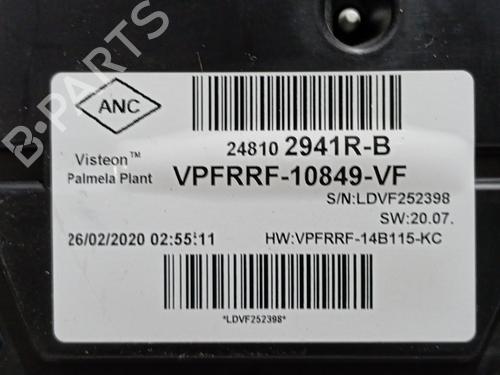 ANC
24810 2941R-B
Visteon™
Palmela Plant
VPFRRF-10849-VF
S/N:LDVF252398
SW:20.07.
26/02/2020 02:55:11
HW:VPFRRF-14B115-KC
*LDVF252398*
B-PARTS